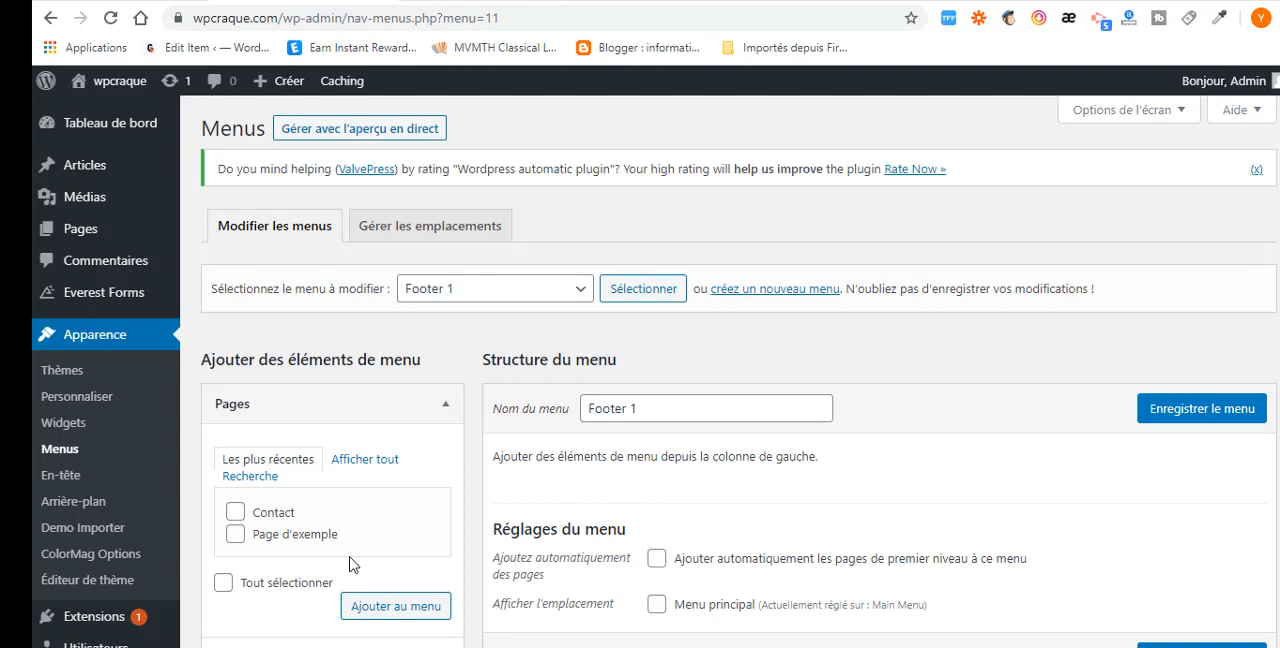 wpcraque.com/wp-admin/nav-menus.php?menu=11
TFF
æ
5
tb
Y
Applications
G Edit Item ‹ — Word...
E Earn Instant Reward...
MVMTH Classical L...
Blogger : informati...
Importés depuis Fir...
wpcraque
1
0
Créer
Caching
Bonjour, Admin
Tableau de bord
Articles
Médias
Pages
Commentaires
Everest Forms
Apparence
Thèmes
Personnaliser
Widgets
Menus
En-tête
Arrière-plan
Demo Importer
ColorMag Options
Éditeur de thème
Extensions 1
Utilisateurs
Options de l'écran
Aide
Menus
Gérer avec l'aperçu en direct
Do you mind helping (ValvePress) by rating "Wordpress automatic plugin"? Your high rating will help us improve the plugin Rate Now »
(x)
Modifier les menus
Gérer les emplacements
Sélectionnez le menu à modifier :
Footer 1
Sélectionner
ou créez un nouveau menu. N'oubliez pas d'enregistrer vos modifications !
Ajouter des éléments de menu
Pages
Les plus récentes
Afficher tout
Recherche
Contact
Page d'exemple
Tout sélectionner
Ajouter au menu
Structure du menu
Nom du menu
Footer 1
Enregistrer le menu
Ajouter des éléments de menu depuis la colonne de gauche.
Réglages du menu
Ajoutez automatiquement
des pages
Ajouter automatiquement les pages de premier niveau à ce menu
Afficher l'emplacement
Menu principal (Actuellement réglé sur : Main Menu)